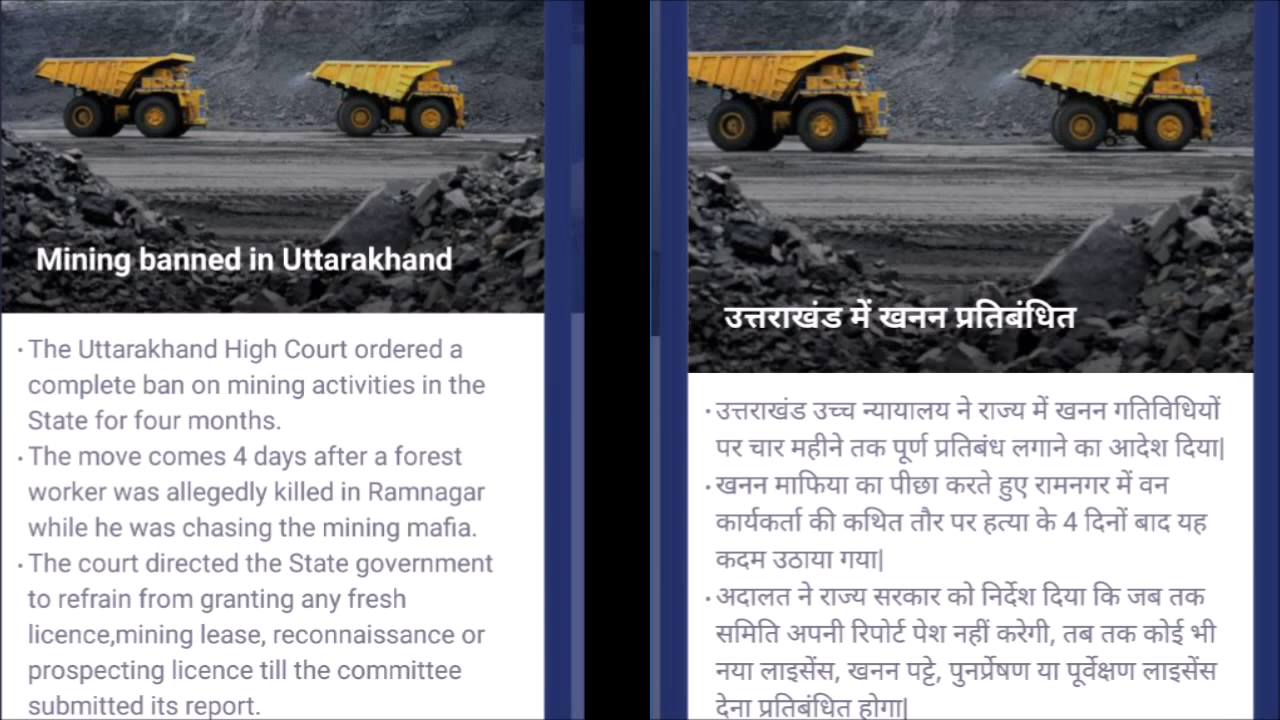 Mining banned in Uttarakhand
· The Uttarakhand High Court ordered a
complete ban on mining activities in the
State for four months.
· The move comes 4 days after a forest
worker was allegedly killed in Ramnagar
while he was chasing the mining mafia.
· The court directed the State government
to refrain from granting any fresh
licence,mining lease, reconnaissance or
prospecting licence till the committee
submitted its report.
उत्तराखंड में खनन प्रतिबंधित
· उत्तराखंड उच्च न्यायालय ने राज्य में खनन गतिविधियों
पर चार महीने तक पूर्ण प्रतिबंध लगाने का आदेश दिया|
· खनन माफिया का पीछा करते हुए रामनगर में वन
कार्यकर्ता की कथित तौर पर हत्या के 4 दिनों बाद यह
कदम उठाया गया|
· अदालत ने राज्य सरकार को निर्देश दिया कि जब तक
समिति अपनी रिपोर्ट पेश नहीं करेगी, तब तक कोई भी
नया लाइसेंस, खनन पट्टे, पुनर्प्रेषण या पूर्वेक्षण लाइसेंस
देना प्रतिबंधित होगा|